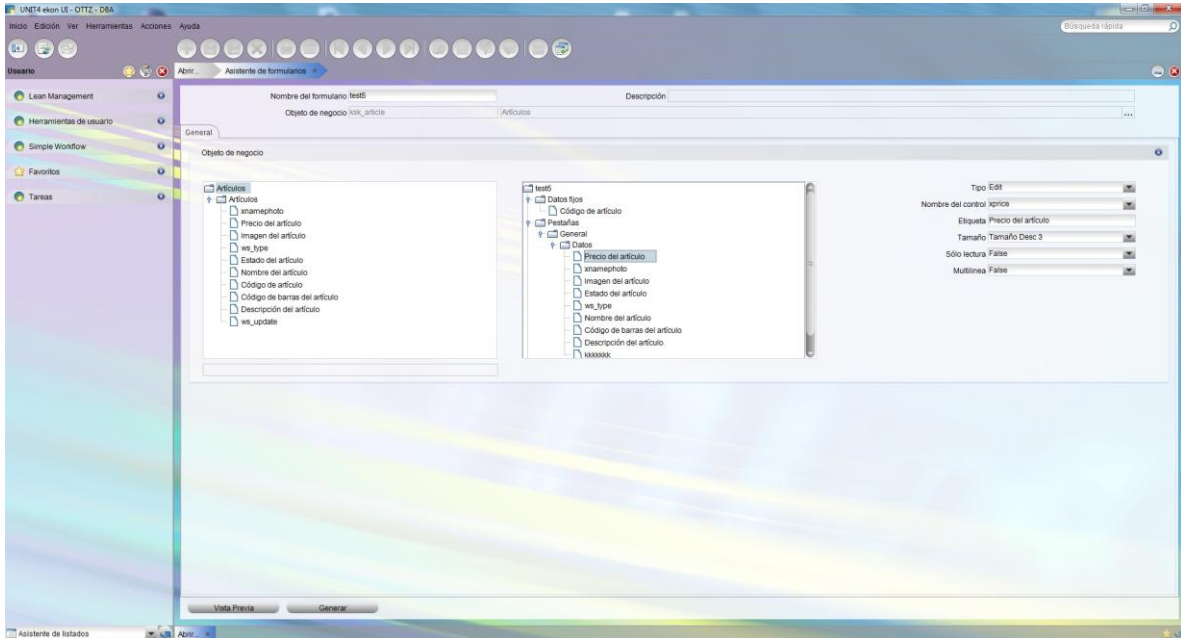 UNIT4 ekon UI - OTTZ - DBA
Inicio Edición Ver Herramientas Acciones Ayuda
Búsqueda rápida
Usuario
Abrir...
Asistente de formularios
Lean Management
Herramientas de usuario
Simple Workflow
Favoritos
Tareas
Nombre del formulario test5
Descripción
Objeto de negocio ksk_article
Artículos
...
General
Objeto de negocio
Artículos
Artículos
xnamephoto
Precio del artículo
Imagen del artículo
ws_type
Estado del artículo
Nombre del artículo
Código de artículo
Código de barras del artículo
Descripción del artículo
ws_update
test5
Datos fijos
Código de artículo
Pestañas
General
Datos
Precio del artículo
xnamephoto
Imagen del artículo
Estado del artículo
ws_type
Nombre del artículo
Código de barras del artículo
Descripción del artículo
Tipo Edit
Nombre del control xprice
Etiqueta Precio del artículo
Tamaño Tamaño Desc 3
Sólo lectura False
Multilinea False
Vista Previa
Generar
Asistente de listados
Abrir...